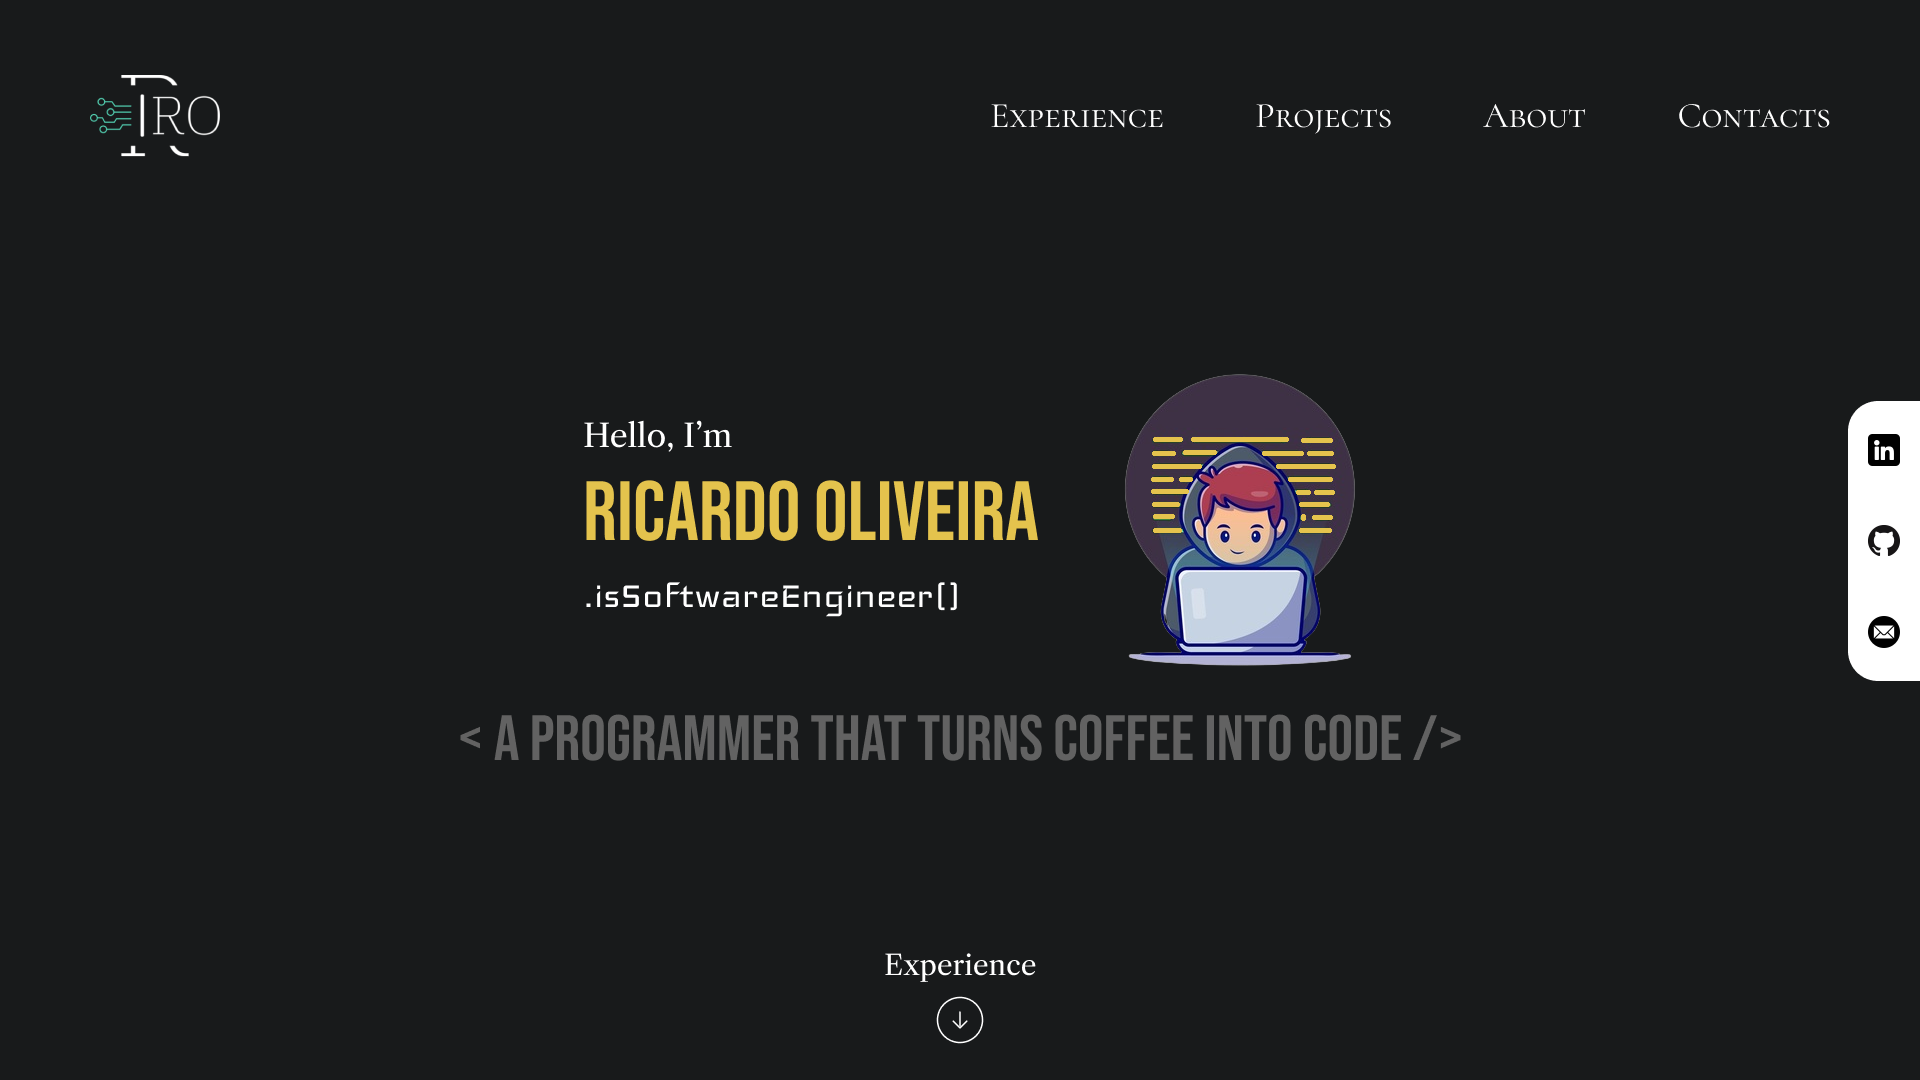 RO
Experience
Projects
About
Contacts
Hello, I’m
RICARDO OLIVEIRA
.isSoftwareEngineer()
< A PROGRAMMER THAT TURNS COFFEE INTO CODE />
Experience